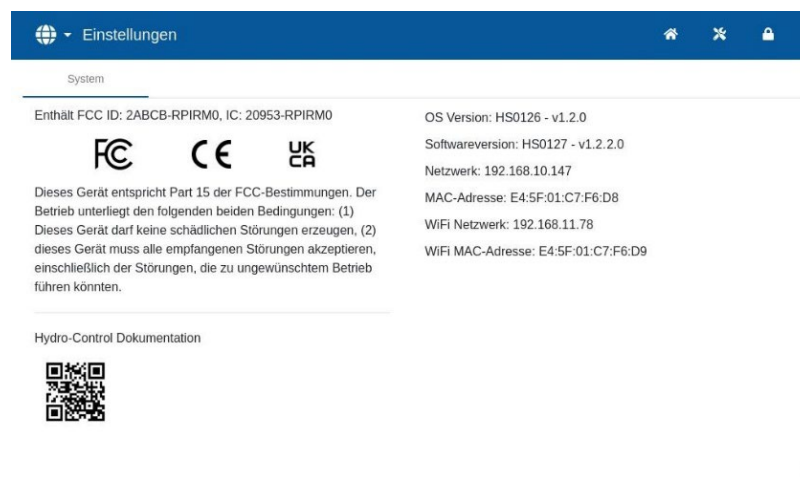 Einstellungen
System
Enthält FCC ID: 2ABCB-RPIRM0, IC: 20953-RPIRM0
FC CE UK
CA
Dieses Gerät entspricht Part 15 der FCC-Bestimmungen. Der
Betrieb unterliegt den folgenden beiden Bedingungen: (1)
Dieses Gerät darf keine schädlichen Störungen erzeugen, (2)
dieses Gerät muss alle empfangenen Störungen akzeptieren,
einschließlich der Störungen, die zu ungewünschtem Betrieb
führen könnten.
Hydro-Control Dokumentation
OS Version: HS0126 - v1.2.0
Softwareversion: HS0127 - v1.2.2.0
Netzwerk: 192.168.10.147
MAC-Adresse: E4:5F:01:C7:F6:D8
WiFi Netzwerk: 192.168.11.78
WiFi MAC-Adresse: E4:5F:01:C7:F6:D9